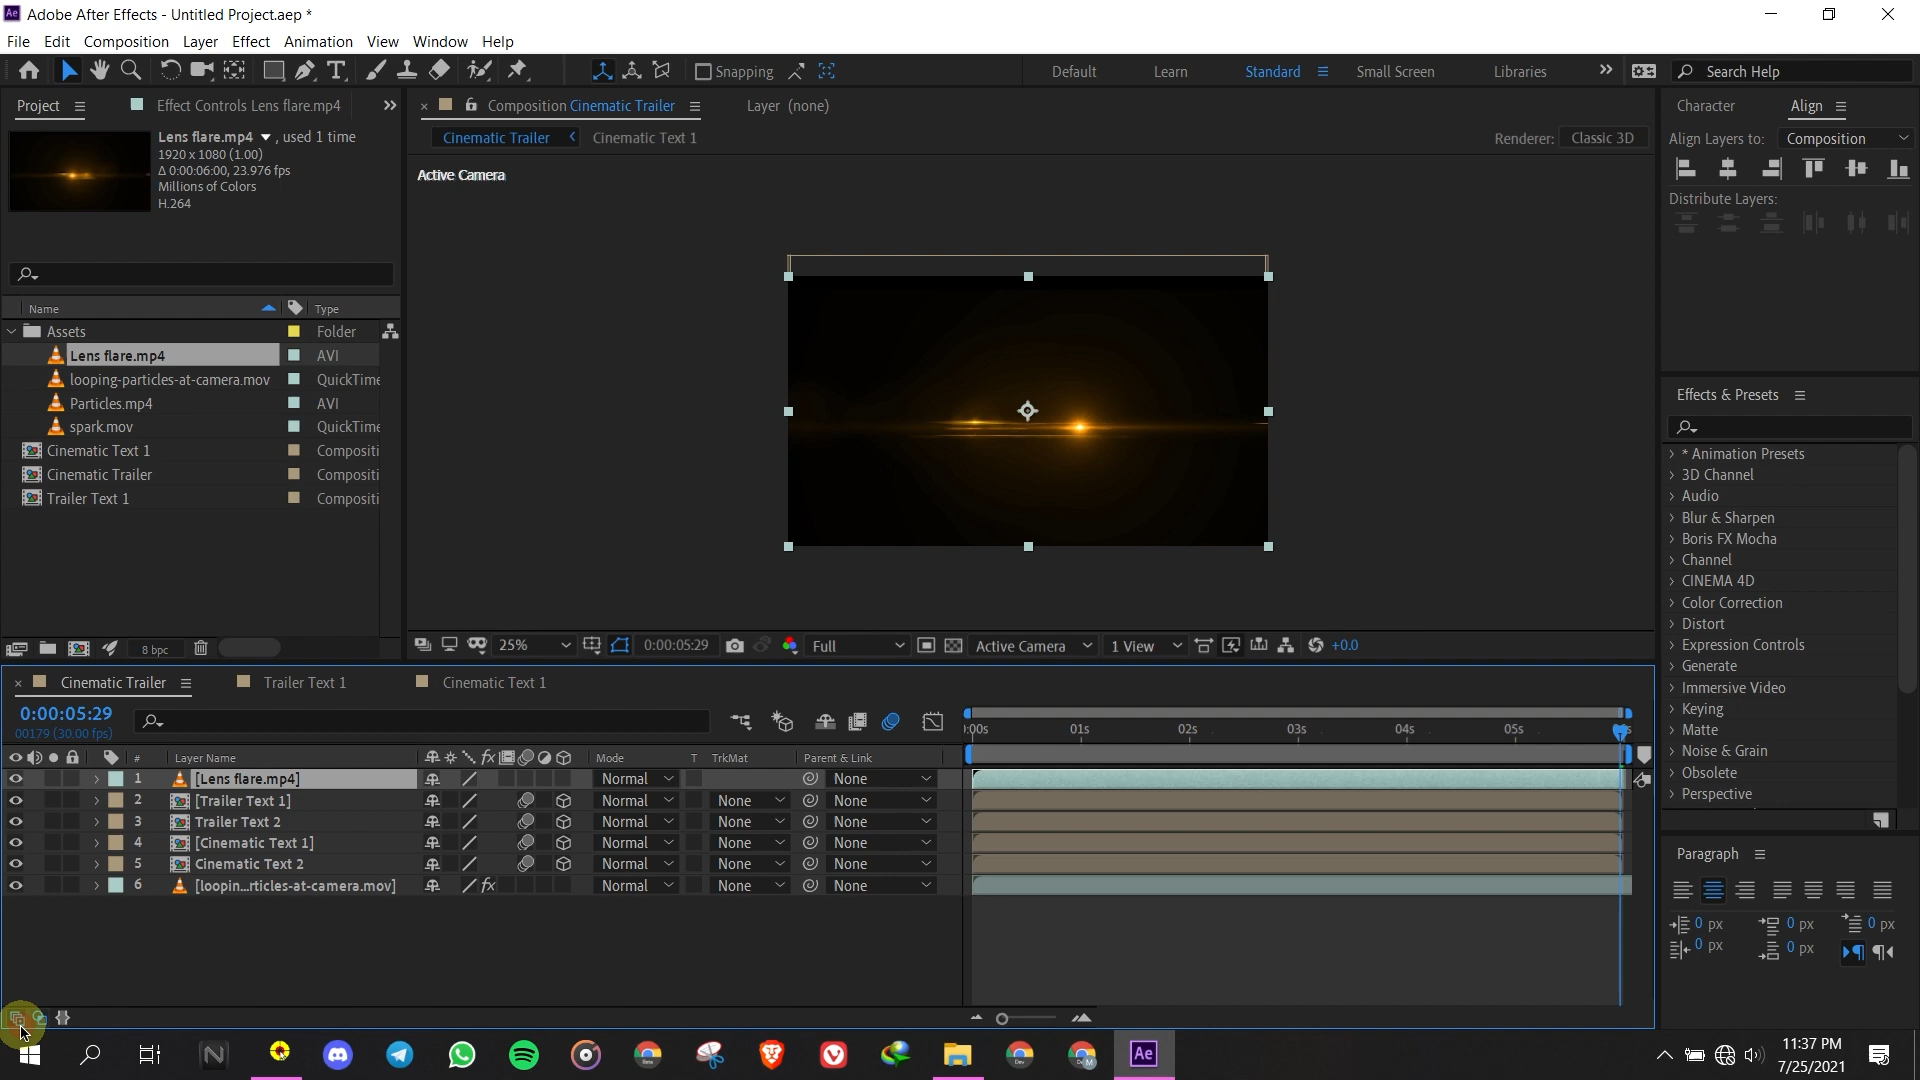 Adobe After Effects - Untitled Project.aep *
File Edit Composition Layer Effect Animation View Window Help
Snapping
Default Learn Standard Small Screen Libraries
Search Help
Project
Effect Controls Lens flare.mp4
Lens flare.mp4 , used 1 time
1920 x 1080 (1.00)
Δ 0:00:06:00, 23.976 fps
Millions of Colors
H.264
Name Type
Assets Folder
Lens flare.mp4 AVI
looping-particles-at-camera.mov QuickTime
Particles.mp4 AVI
spark.mov QuickTime
Cinematic Text 1 Compositi
Cinematic Trailer Compositi
Trailer Text 1 Compositi
8 bpc
Composition Cinematic Trailer
Layer (none)
Cinematic Trailer Cinematic Text 1
Renderer: Classic 3D
Active Camera
25% 0:00:05:29 Full Active Camera 1 View +0.0
Character Align
Align Layers to: Composition
Distribute Layers:
Effects & Presets
* Animation Presets
3D Channel
Audio
Blur & Sharpen
Boris FX Mocha
Channel
CINEMA 4D
Color Correction
Distort
Expression Controls
Generate
Immersive Video
Keying
Matte
Noise & Grain
Obsolete
Perspective
Paragraph
0 px 0 px 0 px
0 px 0 px
Cinematic Trailer Trailer Text 1 Cinematic Text 1
0:00:05:29
00179 (30.00 fps)
:00s 01s 02s 03s 04s 05s
# Layer Name fx Mode T TrkMat Parent & Link
1 [Lens flare.mp4] Normal None
2 [Trailer Text 1] Normal None None
3 Trailer Text 2 Normal None None
4 [Cinematic Text 1] Normal None None
5 Cinematic Text 2 Normal None None
6 [loopin...rticles-at-camera.mov] fx Normal None None
Ae
11:37 PM
7/25/2021